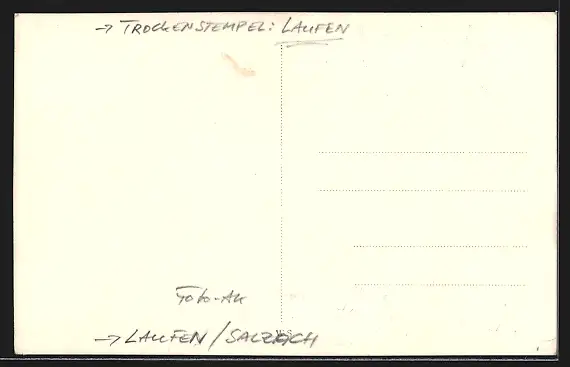 → TROCKENSTEMPEL: LAUFEN
Foto-AK
→ LAUFEN/SALZACH